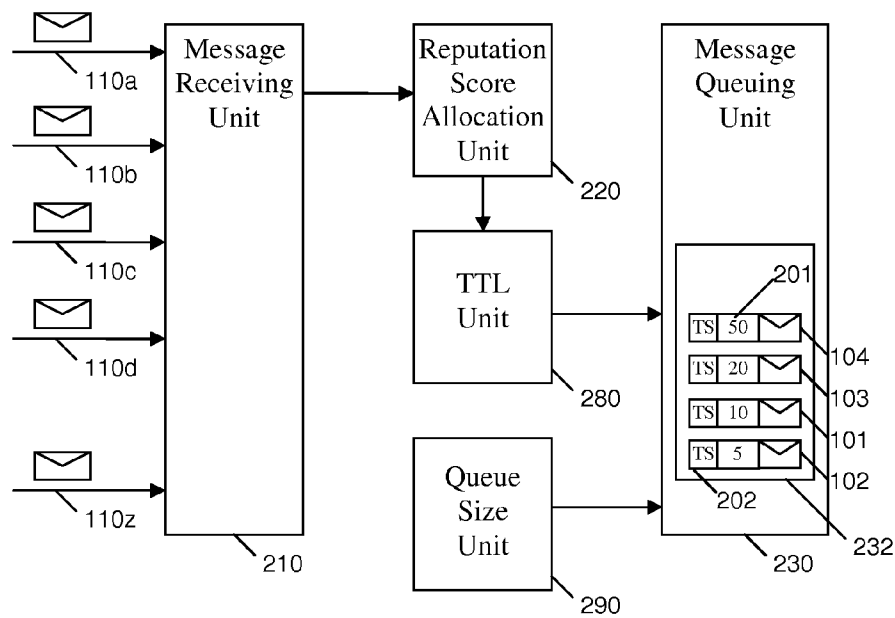 Message
Receiving
Unit
Reputation
Score
Allocation
Unit
Message
Queuing
Unit
110a
110b
110c
110d
110z
210
220
TTL
Unit
280
Queue
Size
Unit
290
201
TS 50
104
TS 20
103
TS 10
101
TS 5
102
202
232
230